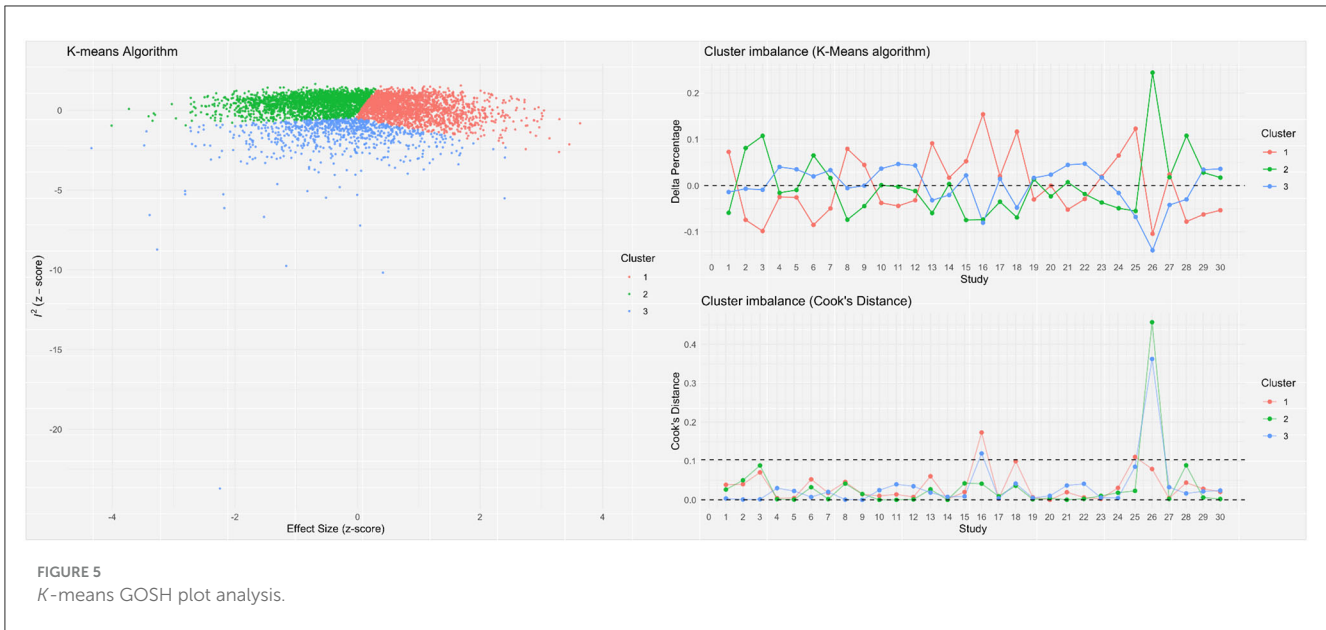 K-means Algorithm
0
-5
-10
-15
-20
I² (z – score)
-4 -2 0 2 4
Effect Size (z-score)
Cluster
1
2
3
Cluster imbalance (K-Means algorithm)
0.2
0.1
0.0
-0.1
Delta Percentage
0 1 2 3 4 5 6 7 8 9 10 11 12 13 14 15 16 17 18 19 20 21 22 23 24 25 26 27 28 29 30
Study
Cluster
1
2
3
Cluster imbalance (Cook's Distance)
0.4
0.3
0.2
0.1
0.0
Cook's Distance
0 1 2 3 4 5 6 7 8 9 10 11 12 13 14 15 16 17 18 19 20 21 22 23 24 25 26 27 28 29 30
Study
Cluster
1
2
3
FIGURE 5
K-means GOSH plot analysis.